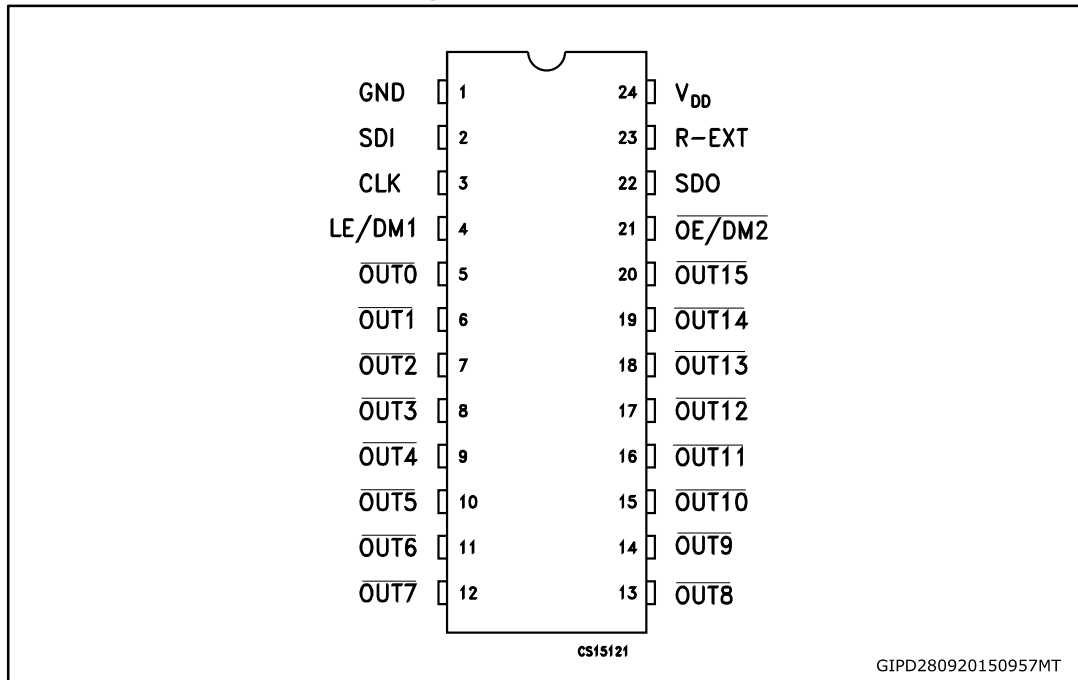 GND 1 24 VDD
SDI 2 23 R-EXT
CLK 3 22 SDO
LE/DM1 4 21 OE/DM2
OUT0 5 20 OUT15
OUT1 6 19 OUT14
OUT2 7 18 OUT13
OUT3 8 17 OUT12
OUT4 9 16 OUT11
OUT5 10 15 OUT10
OUT6 11 14 OUT9
OUT7 12 13 OUT8
CS15121
GIPD280920150957MT